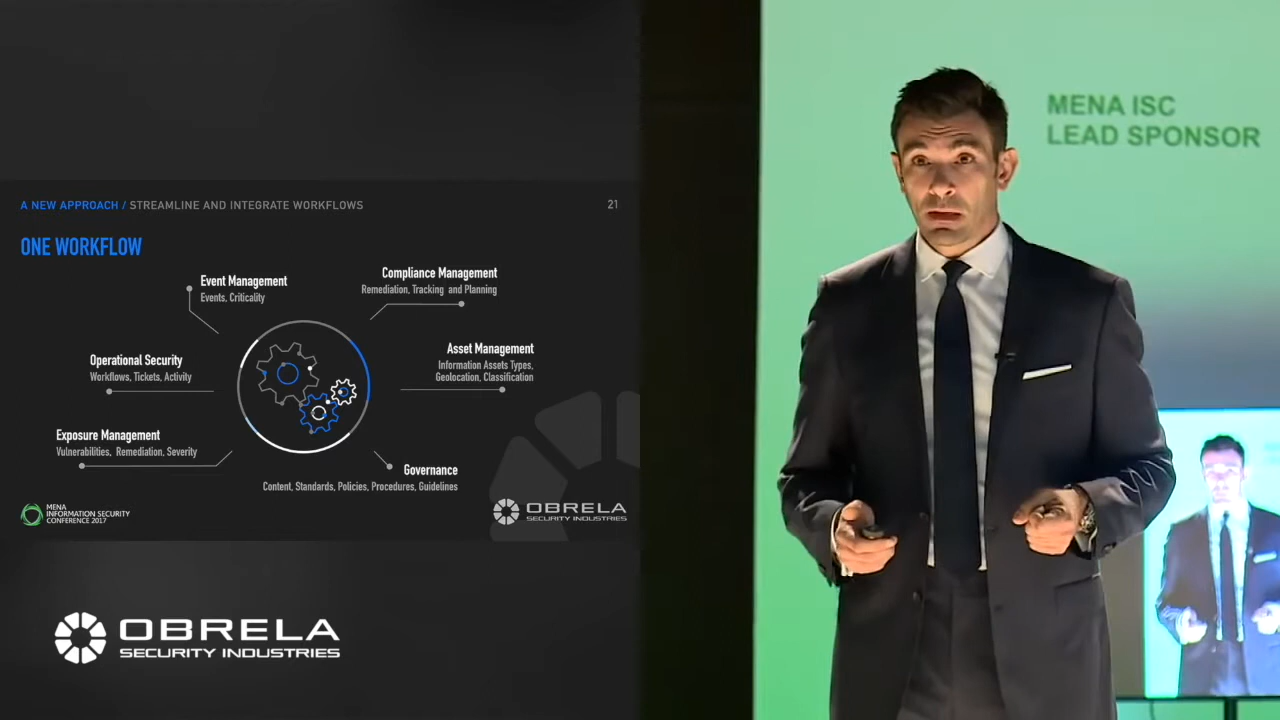 A NEW APPROACH / STREAMLINE AND INTEGRATE WORKFLOWS
21
ONE WORKFLOW
Event Management
Events, Criticality
Compliance Management
Remediation, Tracking and Planning
Operational Security
Workflows, Tickets, Activity
Asset Management
Information Assets Types,
Geolocation, Classification
Exposure Management
Vulnerabilities, Remediation, Severity
Governance
Content, Standards, Policies, Procedures, Guidelines
MENA
INFORMATION SECURITY
CONFERENCE 2017
OBRELA
SECURITY INDUSTRIES
OBRELA
SECURITY INDUSTRIES
MENA ISC
LEAD SPONSOR